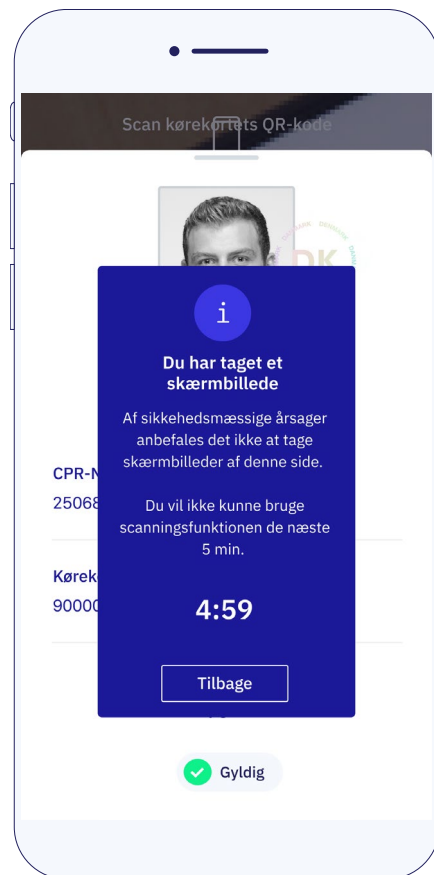 Scan kørekortets QR-kode
DK
i
Du har taget et
skærmbillede
Af sikkehedsmæssige årsager
anbefales det ikke at tage
skærmbilleder af denne side.
Du vil ikke kunne bruge
scanningsfunktionen de næste
5 min.
CPR-N
25068
Kørek
90000
4:59
Tilbage
Gyldig